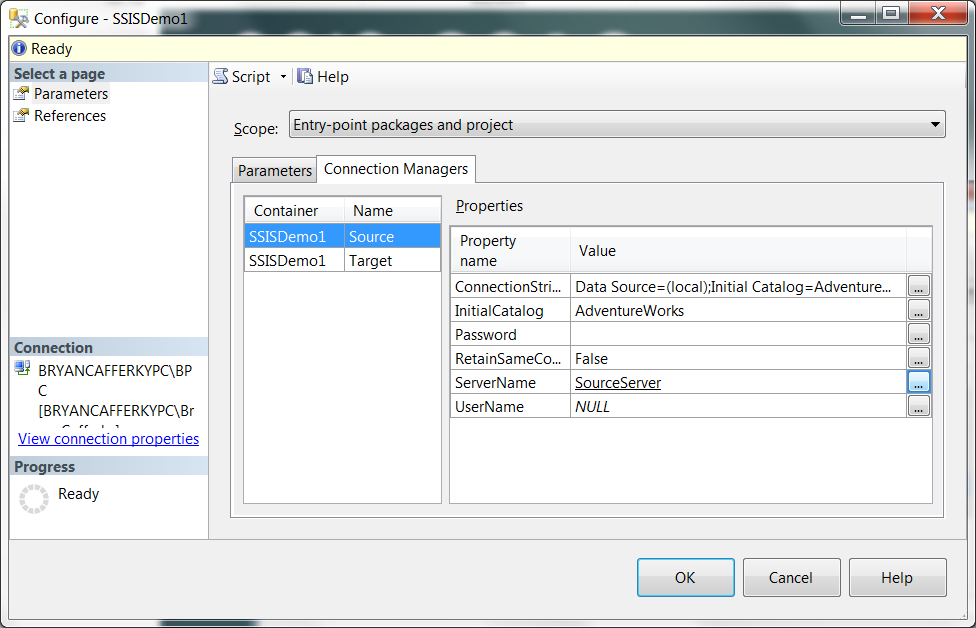 Configure - SSISDemo1
Ready
Select a page
Parameters
References
Script
Help
Scope:
Entry-point packages and project
Parameters
Connection Managers
Container Name
SSISDemo1 Source
SSISDemo1 Target
Properties
Property name Value
ConnectionStri... Data Source=(local);Initial Catalog=Adventure... ...
InitialCatalog AdventureWorks ...
Password ...
RetainSameCo... False ...
ServerName SourceServer ...
UserName NULL ...
Connection
BRYANCAFFERKYPC\BP
C
[BRYANCAFFERKYPC\Br
View connection properties
Progress
Ready
OK
Cancel
Help